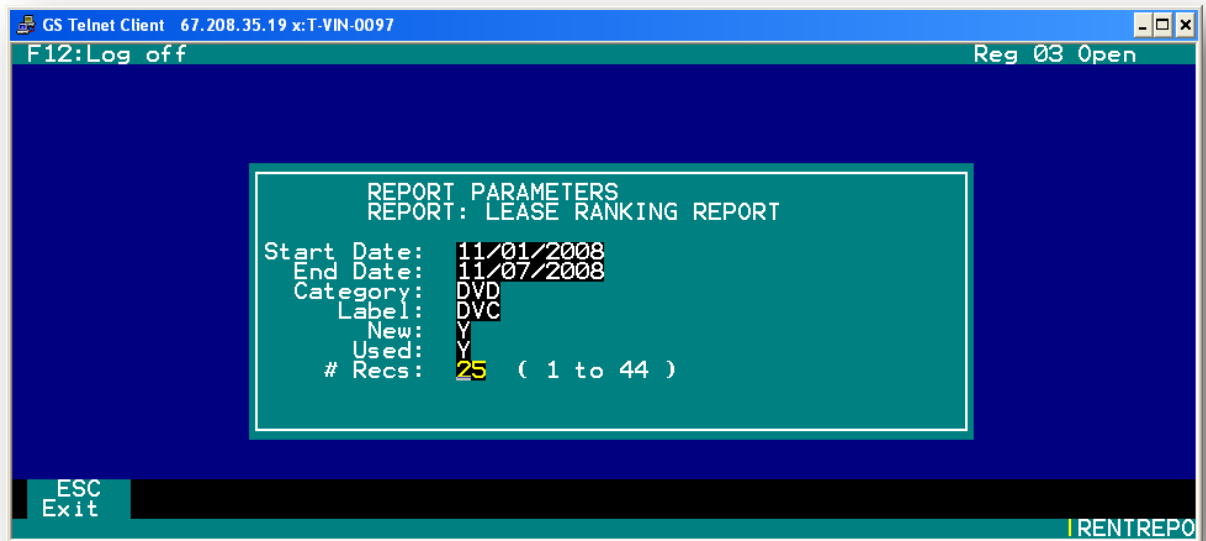 GS Telnet Client 67.208.35.19 x:T-VIN-0097
F12:Log off Reg 03 Open
REPORT PARAMETERS
REPORT: LEASE RANKING REPORT
Start Date: 11/01/2008
End Date: 11/07/2008
Category: DVD
Label: DVC
New: Y
Used: Y
# Recs: 25 ( 1 to 44 )
ESC
Exit
RENTREPO